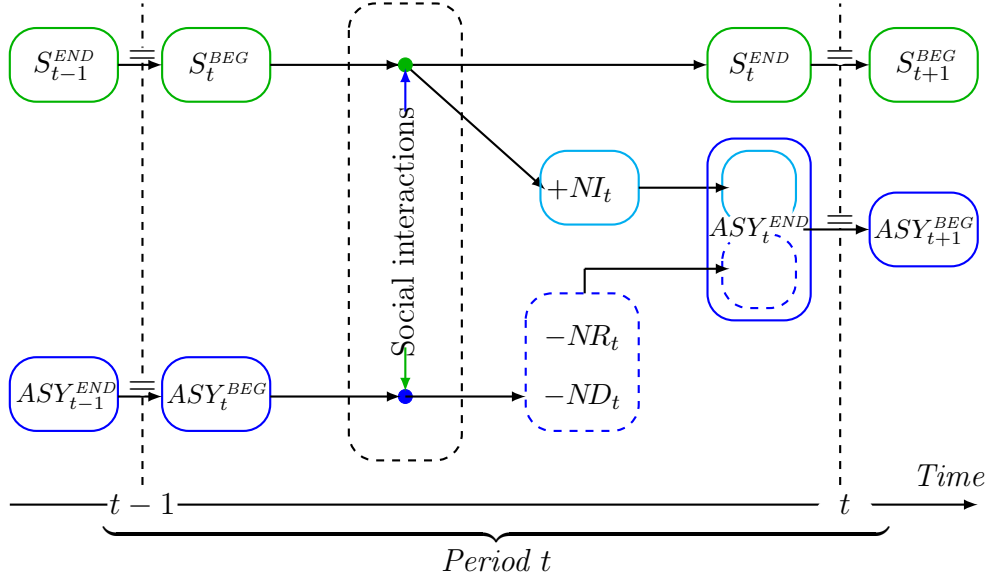 S_{t-1}^{END} = S_t^{BEG} S_t^{END} = S_{t+1}^{BEG}
Social interactions
+NI_t
ASY_t^{END} = ASY_{t+1}^{BEG}
-NR_t
-ND_t
ASY_{t-1}^{END} = ASY_t^{BEG}
Time
t - 1 t
Period t